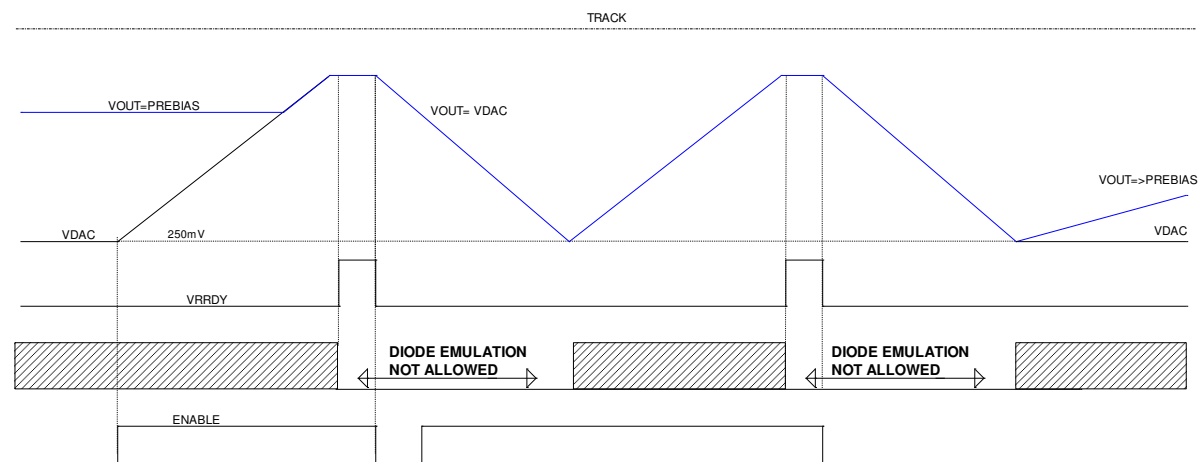 TRACK
VOUT=PREBIAS
VOUT= VDAC
VOUT=>PREBIAS
VDAC
250mV
VDAC
VRRDY
DIODE EMULATION
NOT ALLOWED
DIODE EMULATION
NOT ALLOWED
ENABLE